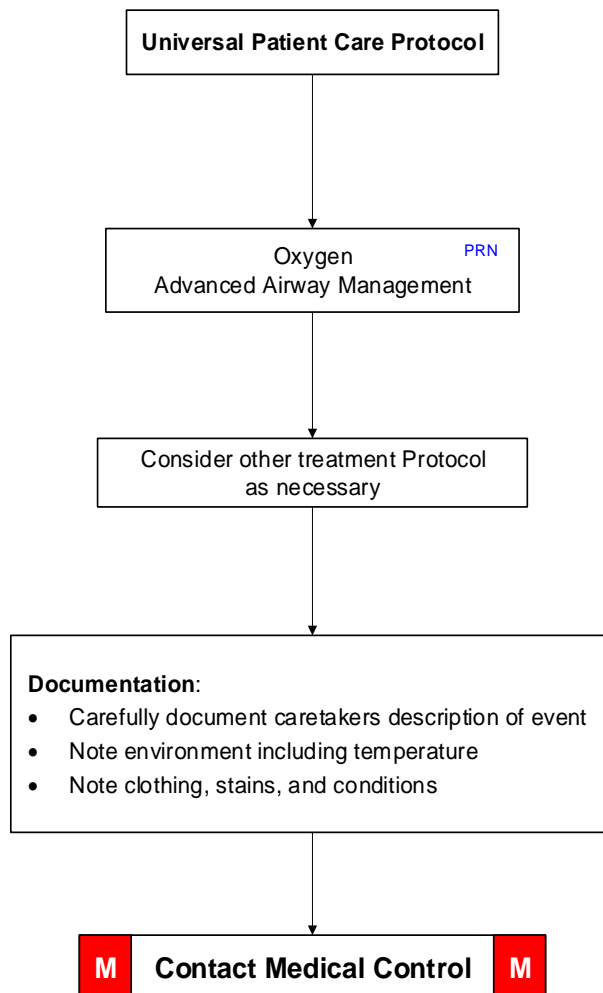 Universal Patient Care Protocol
Oxygen PRN
Advanced Airway Management
Consider other treatment Protocol
as necessary
Documentation:
• Carefully document caretakers description of event
• Note environment including temperature
• Note clothing, stains, and conditions
M Contact Medical Control M